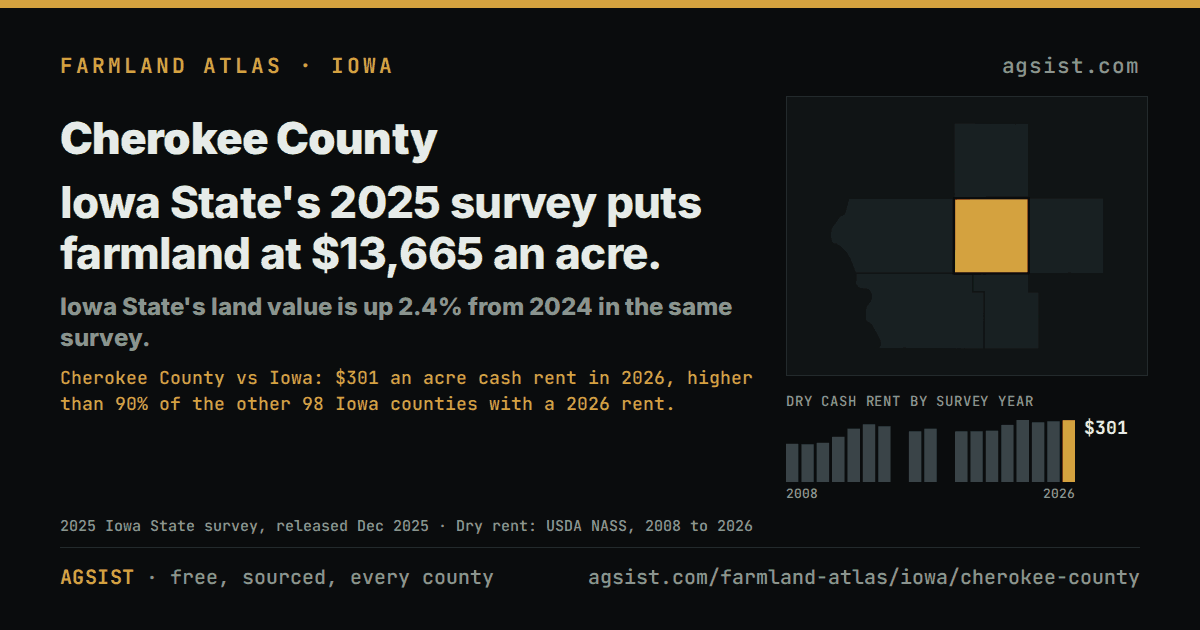 FARMLAND ATLAS · IOWA
agsist.com
Cherokee County
Iowa State's 2025 survey puts
farmland at $13,665 an acre.
Iowa State's land value is up 2.4% from 2024 in the same
survey.
Cherokee County vs Iowa: $301 an acre cash rent in 2026, higher
than 90% of the other 98 Iowa counties with a 2026 rent.
DRY CASH RENT BY SURVEY YEAR
$301
2008
2026
2025 Iowa State survey, released Dec 2025 · Dry rent: USDA NASS, 2008 to 2026
AGSIST · free, sourced, every county
agsist.com/farmland-atlas/iowa/cherokee-county